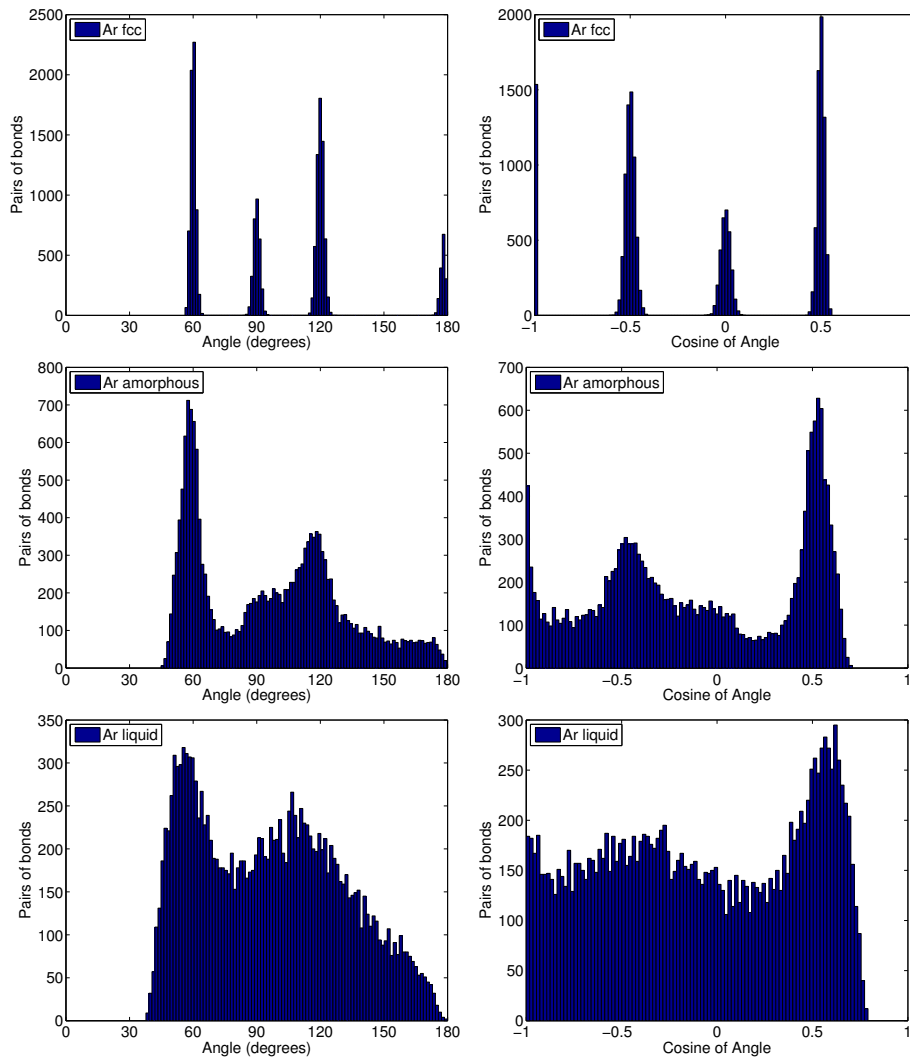 Ar fcc
2500
2000
1500
1000
500
0
Pairs of bonds
0 30 60 90 120 150 180
Angle (degrees)
Ar fcc
2000
1500
1000
500
0
Pairs of bonds
−1 −0.5 0 0.5
Cosine of Angle
Ar amorphous
800
700
600
500
400
300
200
100
0
Pairs of bonds
0 30 60 90 120 150 180
Angle (degrees)
Ar amorphous
700
600
500
400
300
200
100
0
Pairs of bonds
−1 −0.5 0 0.5 1
Cosine of Angle
Ar liquid
350
300
250
200
150
100
50
0
Pairs of bonds
0 30 60 90 120 150 180
Angle (degrees)
Ar liquid
300
250
200
150
100
50
0
Pairs of bonds
−1 −0.5 0 0.5 1
Cosine of Angle